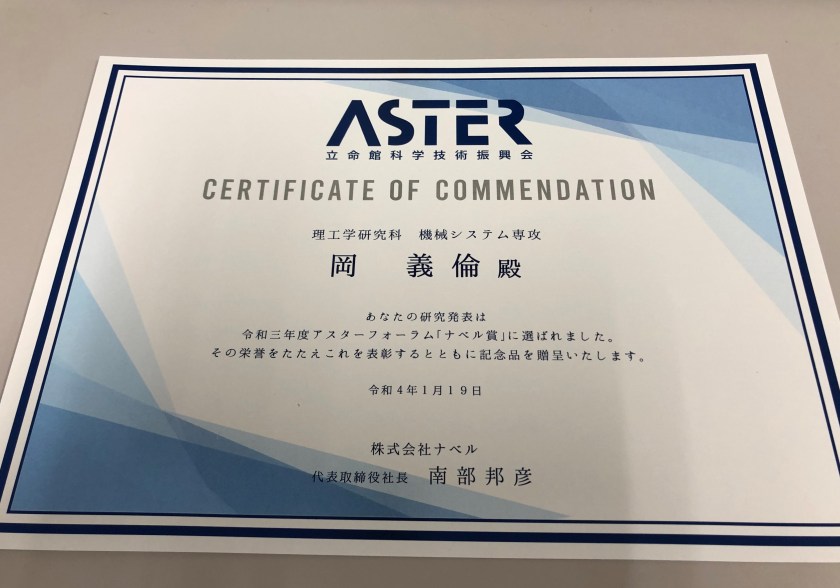 ASTER
立命館科学技術振興会
CERTIFICATE OF COMMENDATION
理工学研究科　機械システム専攻
岡　義倫 殿
あなたの研究発表は
令和三年度アスターフォーラム「ナベル賞」に選ばれました。
その栄誉をたたえこれを表彰するとともに記念品を贈呈いたします。
令和４年１月１９日
株式会社ナベル
代表取締役社長　南部邦彦